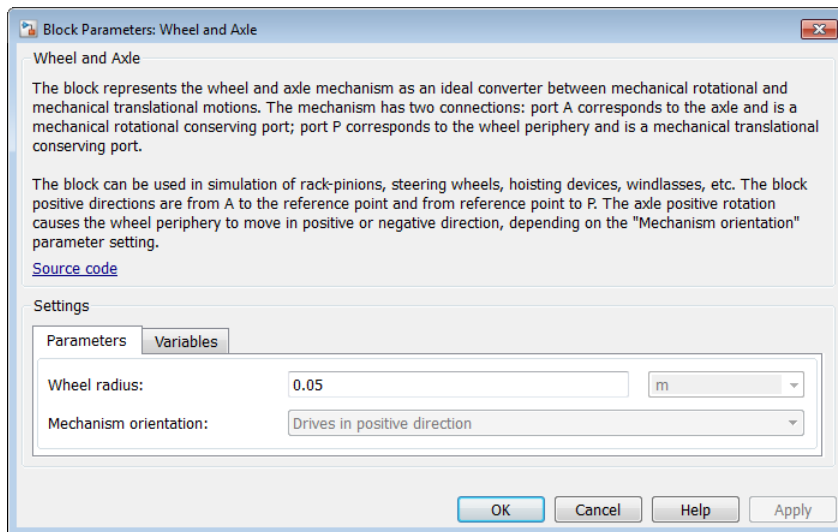 Block Parameters: Wheel and Axle
Wheel and Axle
The block represents the wheel and axle mechanism as an ideal converter between mechanical rotational and
mechanical translational motions. The mechanism has two connections: port A corresponds to the axle and is a
mechanical rotational conserving port; port P corresponds to the wheel periphery and is a mechanical translational
conserving port.
The block can be used in simulation of rack-pinions, steering wheels, hoisting devices, windlasses, etc. The block
positive directions are from A to the reference point and from reference point to P. The axle positive rotation
causes the wheel periphery to move in positive or negative direction, depending on the "Mechanism orientation"
parameter setting.
Source code
Settings
Parameters Variables
Wheel radius: 0.05 m
Mechanism orientation: Drives in positive direction
OK Cancel Help Apply